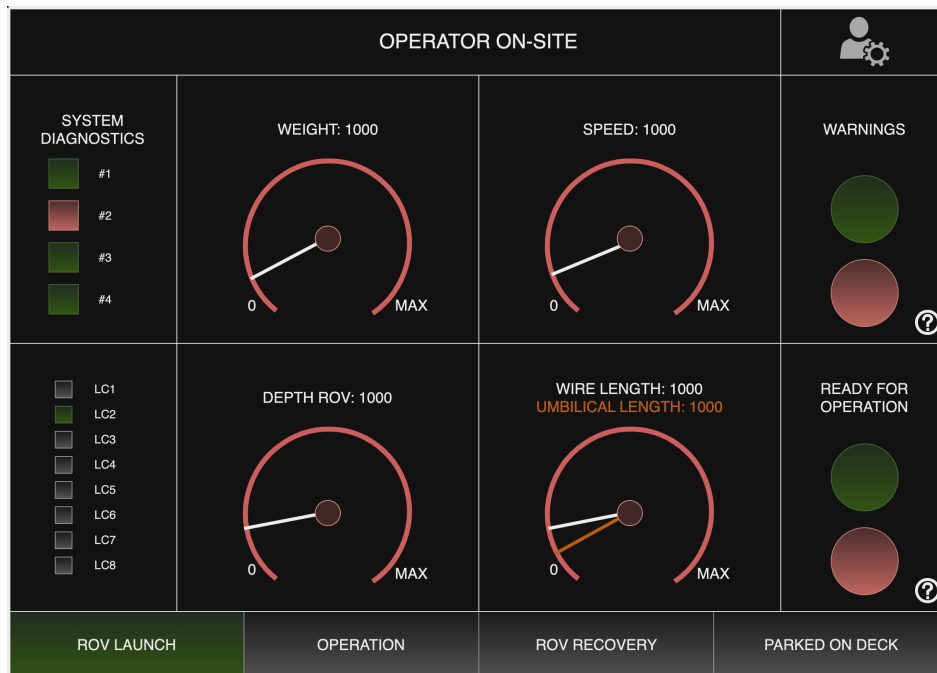 OPERATOR ON-SITE
SYSTEM
DIAGNOSTICS
#1
#2
#3
#4
WEIGHT: 1000
0
MAX
SPEED: 1000
0
MAX
WARNINGS
?
LC1
LC2
LC3
LC4
LC5
LC6
LC7
LC8
DEPTH ROV: 1000
0
MAX
WIRE LENGTH: 1000
UMBILICAL LENGTH: 1000
0
MAX
READY FOR
OPERATION
?
ROV LAUNCH
OPERATION
ROV RECOVERY
PARKED ON DECK